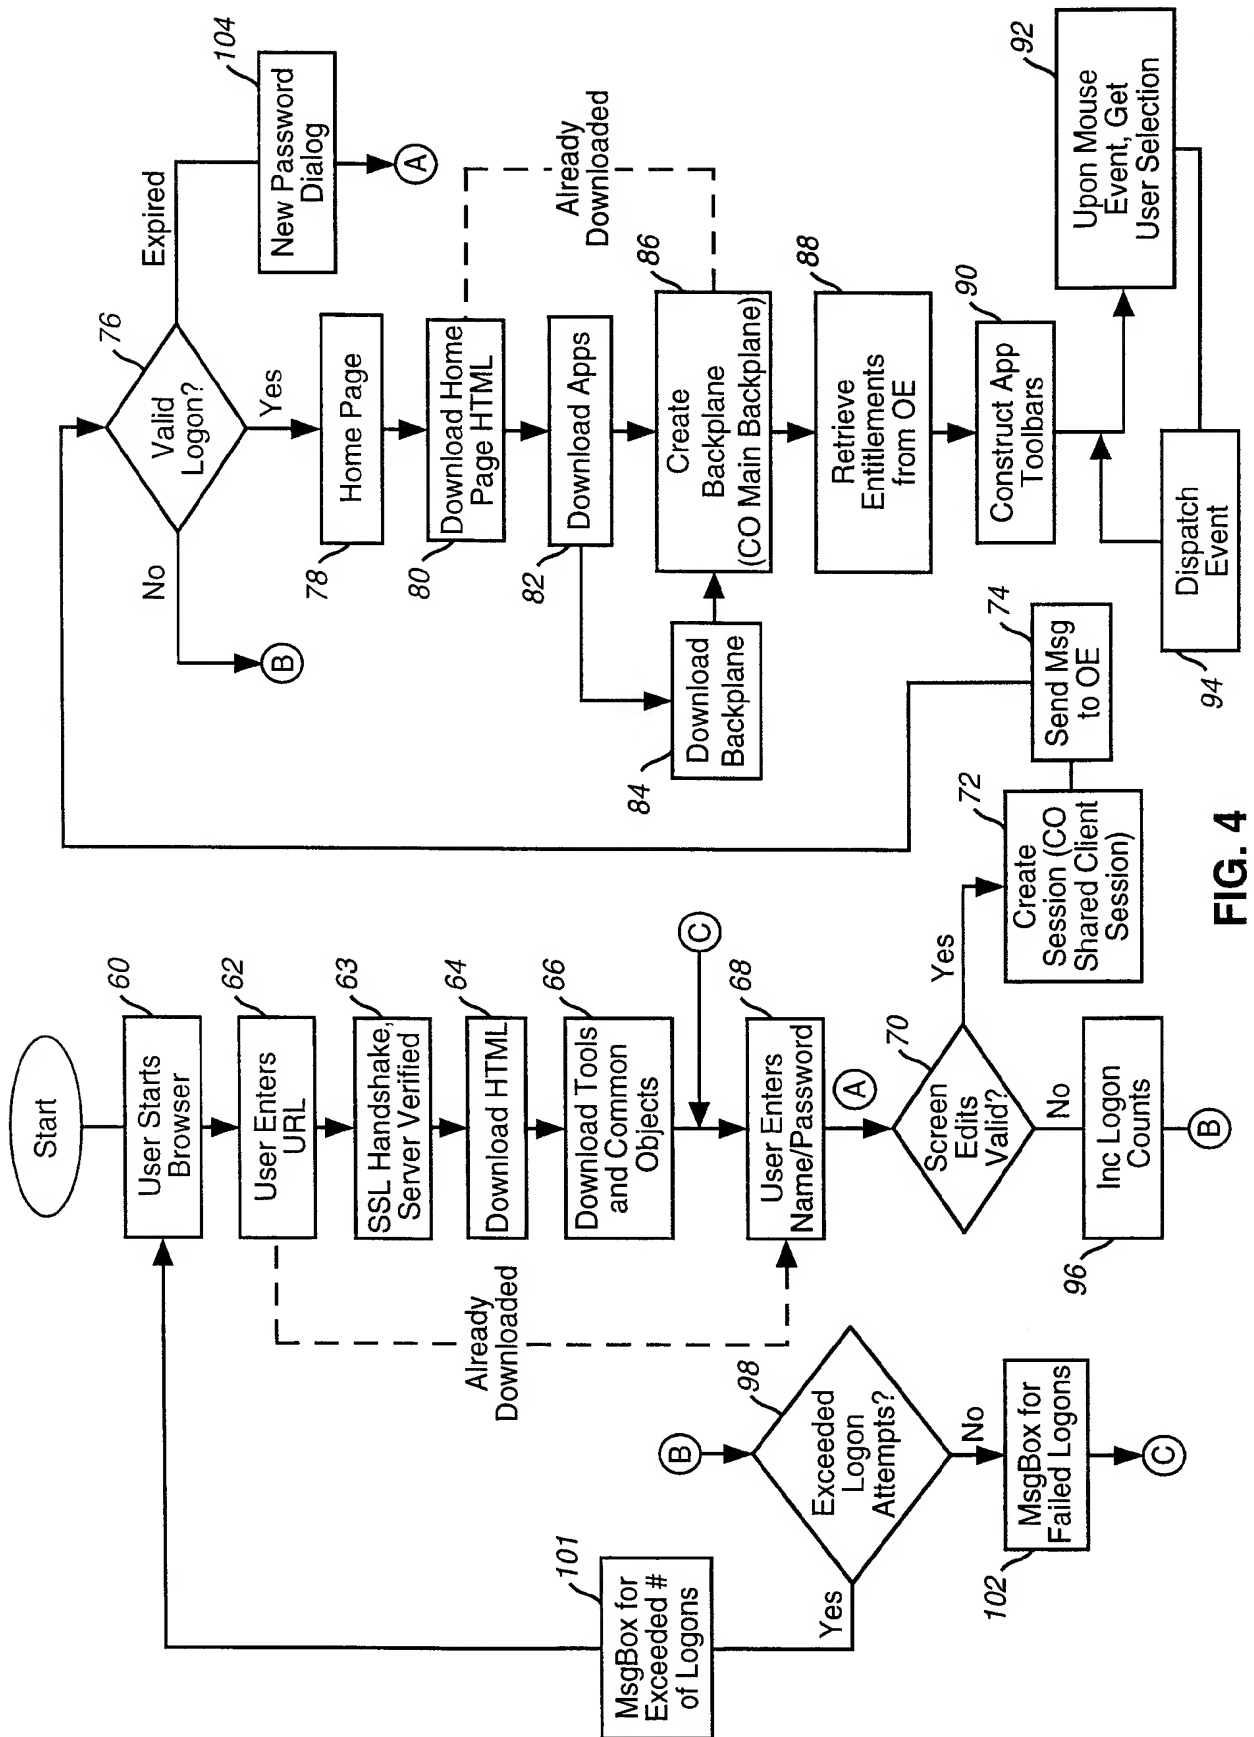 Start
60
User Starts
Browser
62
User Enters
URL
63
SSL Handshake,
Server Verified
64
Download HTML
66
Download Tools
and Common
Objects
C
Already
Downloaded
68
User Enters
Name/Password
A
70
Screen
Edits
Valid?
Yes
No
72
Create
Session (CO
Shared Client
Session)
74
Send Msg
to OE
96
Inc Logon
Counts
B
B
98
Exceeded
Logon
Attempts?
Yes
No
101
MsgBox for
Exceeded #
of Logons
102
MsgBox for
Failed Logons
C
76
Valid
Logon?
No
B
Yes
Expired
104
New Password
Dialog
A
78
Home Page
80
Download Home
Page HTML
Already
Downloaded
82
Download Apps
84
Download
Backplane
86
Create
Backplane
(CO Main Backplane)
88
Retrieve
Entitlements
from OE
90
Construct App
Toolbars
92
Upon Mouse
Event, Get
User Selection
94
Dispatch
Event
FIG. 4